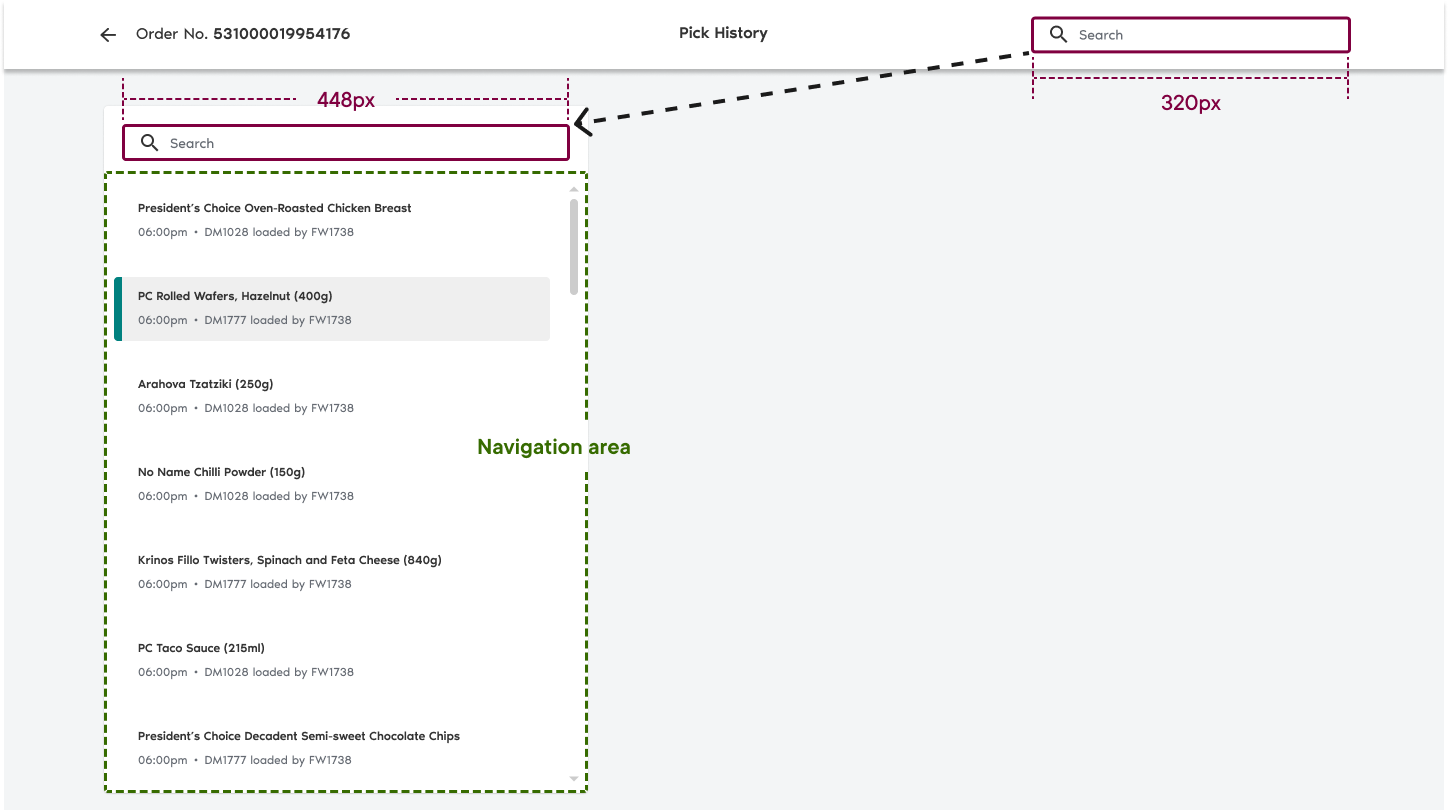 Order No. 531000019954176
Pick History
Search
448px
320px
Search
President’s Choice Oven-Roasted Chicken Breast
06:00pm • DM1028 loaded by FW1738
PC Rolled Wafers, Hazelnut (400g)
06:00pm • DM1777 loaded by FW1738
Arahova Tzatziki (250g)
06:00pm • DM1028 loaded by FW1738
Navigation area
No Name Chilli Powder (150g)
06:00pm • DM1028 loaded by FW1738
Krinos Fillo Twisters, Spinach and Feta Cheese (840g)
06:00pm • DM1777 loaded by FW1738
PC Taco Sauce (215ml)
06:00pm • DM1028 loaded by FW1738
President’s Choice Decadent Semi-sweet Chocolate Chips
06:00pm • DM1777 loaded by FW1738